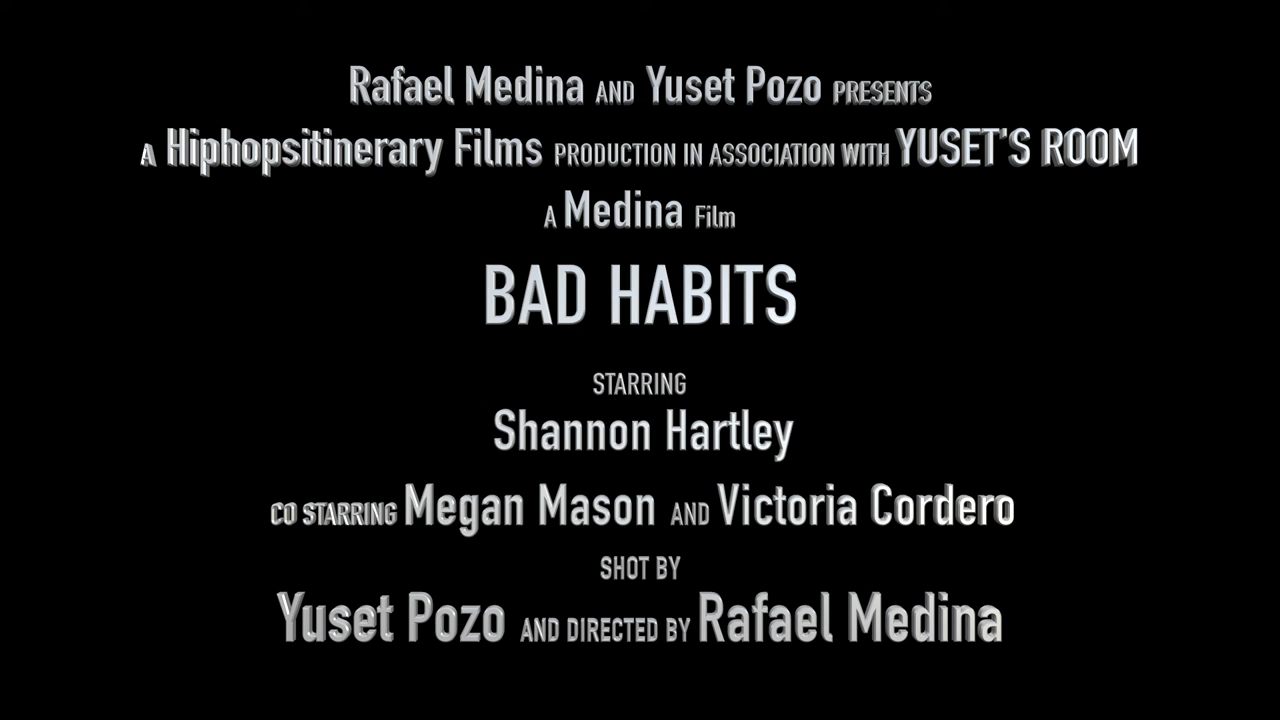 Rafael Medina AND Yuset Pozo PRESENTS
A Hiphopsitinerary Films PRODUCTION IN ASSOCIATION WITH YUSET'S ROOM
A Medina Film
BAD HABITS
STARRING
Shannon Hartley
CO STARRING Megan Mason AND Victoria Cordero
SHOT BY
Yuset Pozo AND DIRECTED BY Rafael Medina